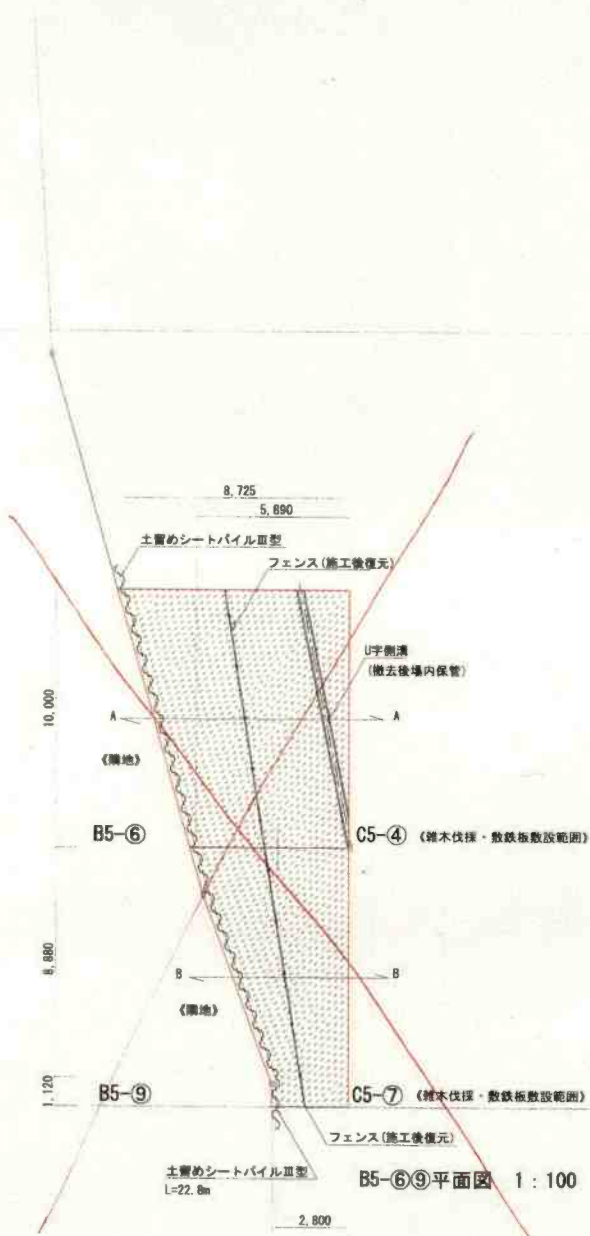 8,725
5,690
土留めシートパイルⅢ型
フェンス(施工後復元)
U字側溝
(撤去後場内保管)
10,000
A
A
《隣地》
B5-⑥
C5-④ 《雑木伐採・敷鉄板敷設範囲》
8,880
B
B
《隣地》
1,120
B5-⑨
C5-⑦ 《雑木伐採・敷鉄板敷設範囲》
フェンス(施工後復元)
土留めシートパイルⅢ型
L=22.8m
B5-⑥⑨平面図 1:100
2,800